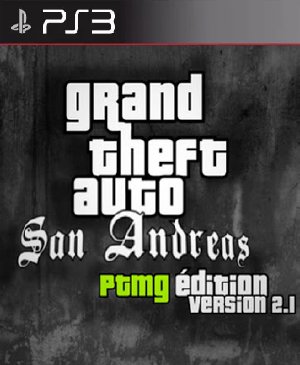 PS3
grand
theft
auto
San Andreas
Ptmg édition
version 2.1